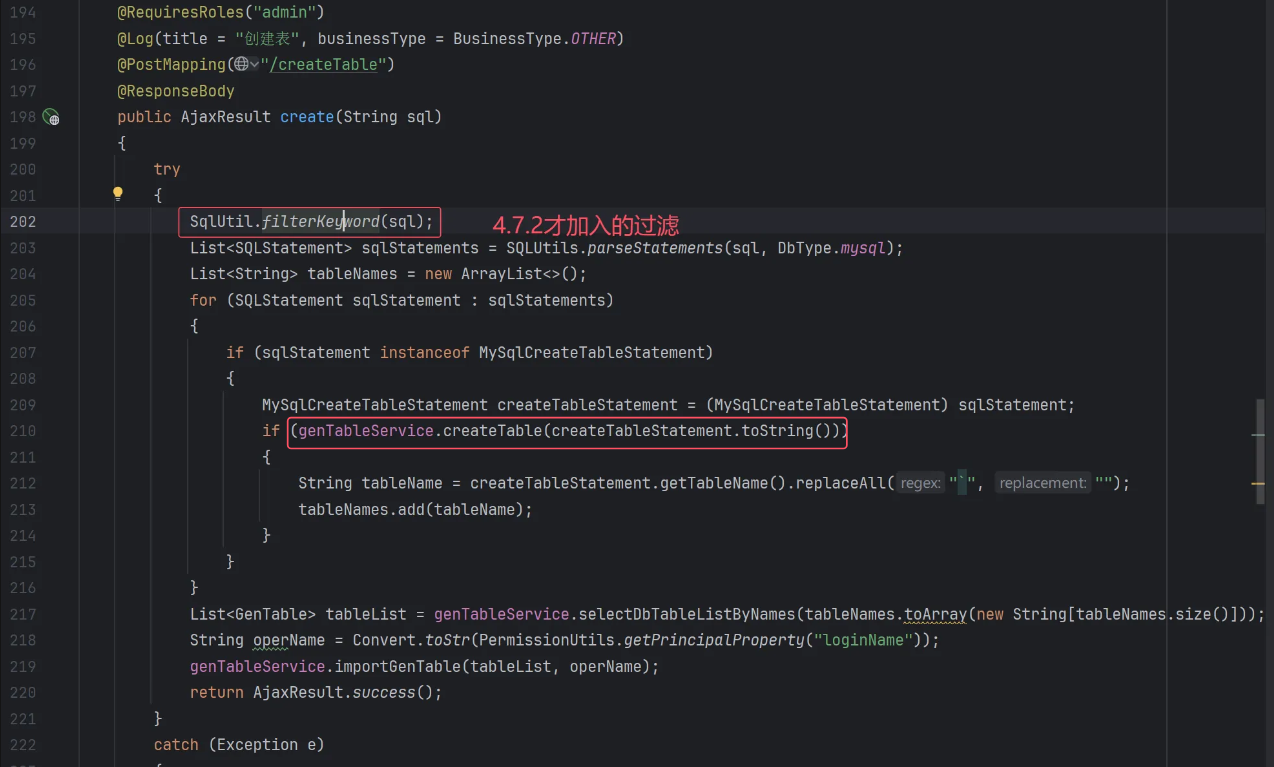 194 @RequiresRoles("admin")
195 @Log(title = "创建表", businessType = BusinessType.OTHER)
196 @PostMapping("/createTable")
197 @ResponseBody
198 public AjaxResult create(String sql)
199 {
200 try
201 {
202 SqlUtil.filterKeyword(sql); 4.7.2才加入的过滤
203 List<SQLStatement> sqlStatements = SQLUtils.parseStatements(sql, DbType.mysql);
204 List<String> tableNames = new ArrayList<>();
205 for (SQLStatement sqlStatement : sqlStatements)
206 {
207 if (sqlStatement instanceof MySqlCreateTableStatement)
208 {
209 MySqlCreateTableStatement createTableStatement = (MySqlCreateTableStatement) sqlStatement;
210 if (genTableService.createTable(createTableStatement.toString()))
211 {
212 String tableName = createTableStatement.getTableName().replaceAll( regex: "`", replacement: "");
213 tableNames.add(tableName);
214 }
215 }
216 }
217 List<GenTable> tableList = genTableService.selectDbTableListByNames(tableNames.toArray(new String[tableNames.size()]));
218 String operName = Convert.toStr(PermissionUtils.getPrincipalProperty("loginName"));
219 genTableService.importGenTable(tableList, operName);
220 return AjaxResult.success();
221 }
222 catch (Exception e)